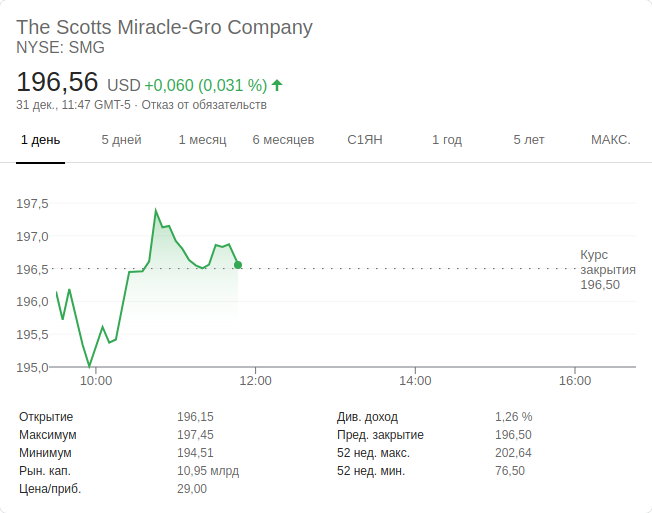 The Scotts Miracle-Gro Company
NYSE: SMG
196,56 USD +0,060 (0,031 %)
31 дек., 11:47 GMT-5 · Отказ от обязательств
1 день 5 дней 1 месяц 6 месяцев С1ЯН 1 год 5 лет МАКС.
197,5
197,0
196,5
196,0
195,5
195,0
Курс
закрытия
196,50
10:00 12:00 14:00 16:00
Открытие 196,15
Максимум 197,45
Минимум 194,51
Рын. кап. 10,95 млрд
Цена/приб. 29,00
Див. доход 1,26 %
Пред. закрытие 196,50
52 нед. макс. 202,64
52 нед. мин. 76,50